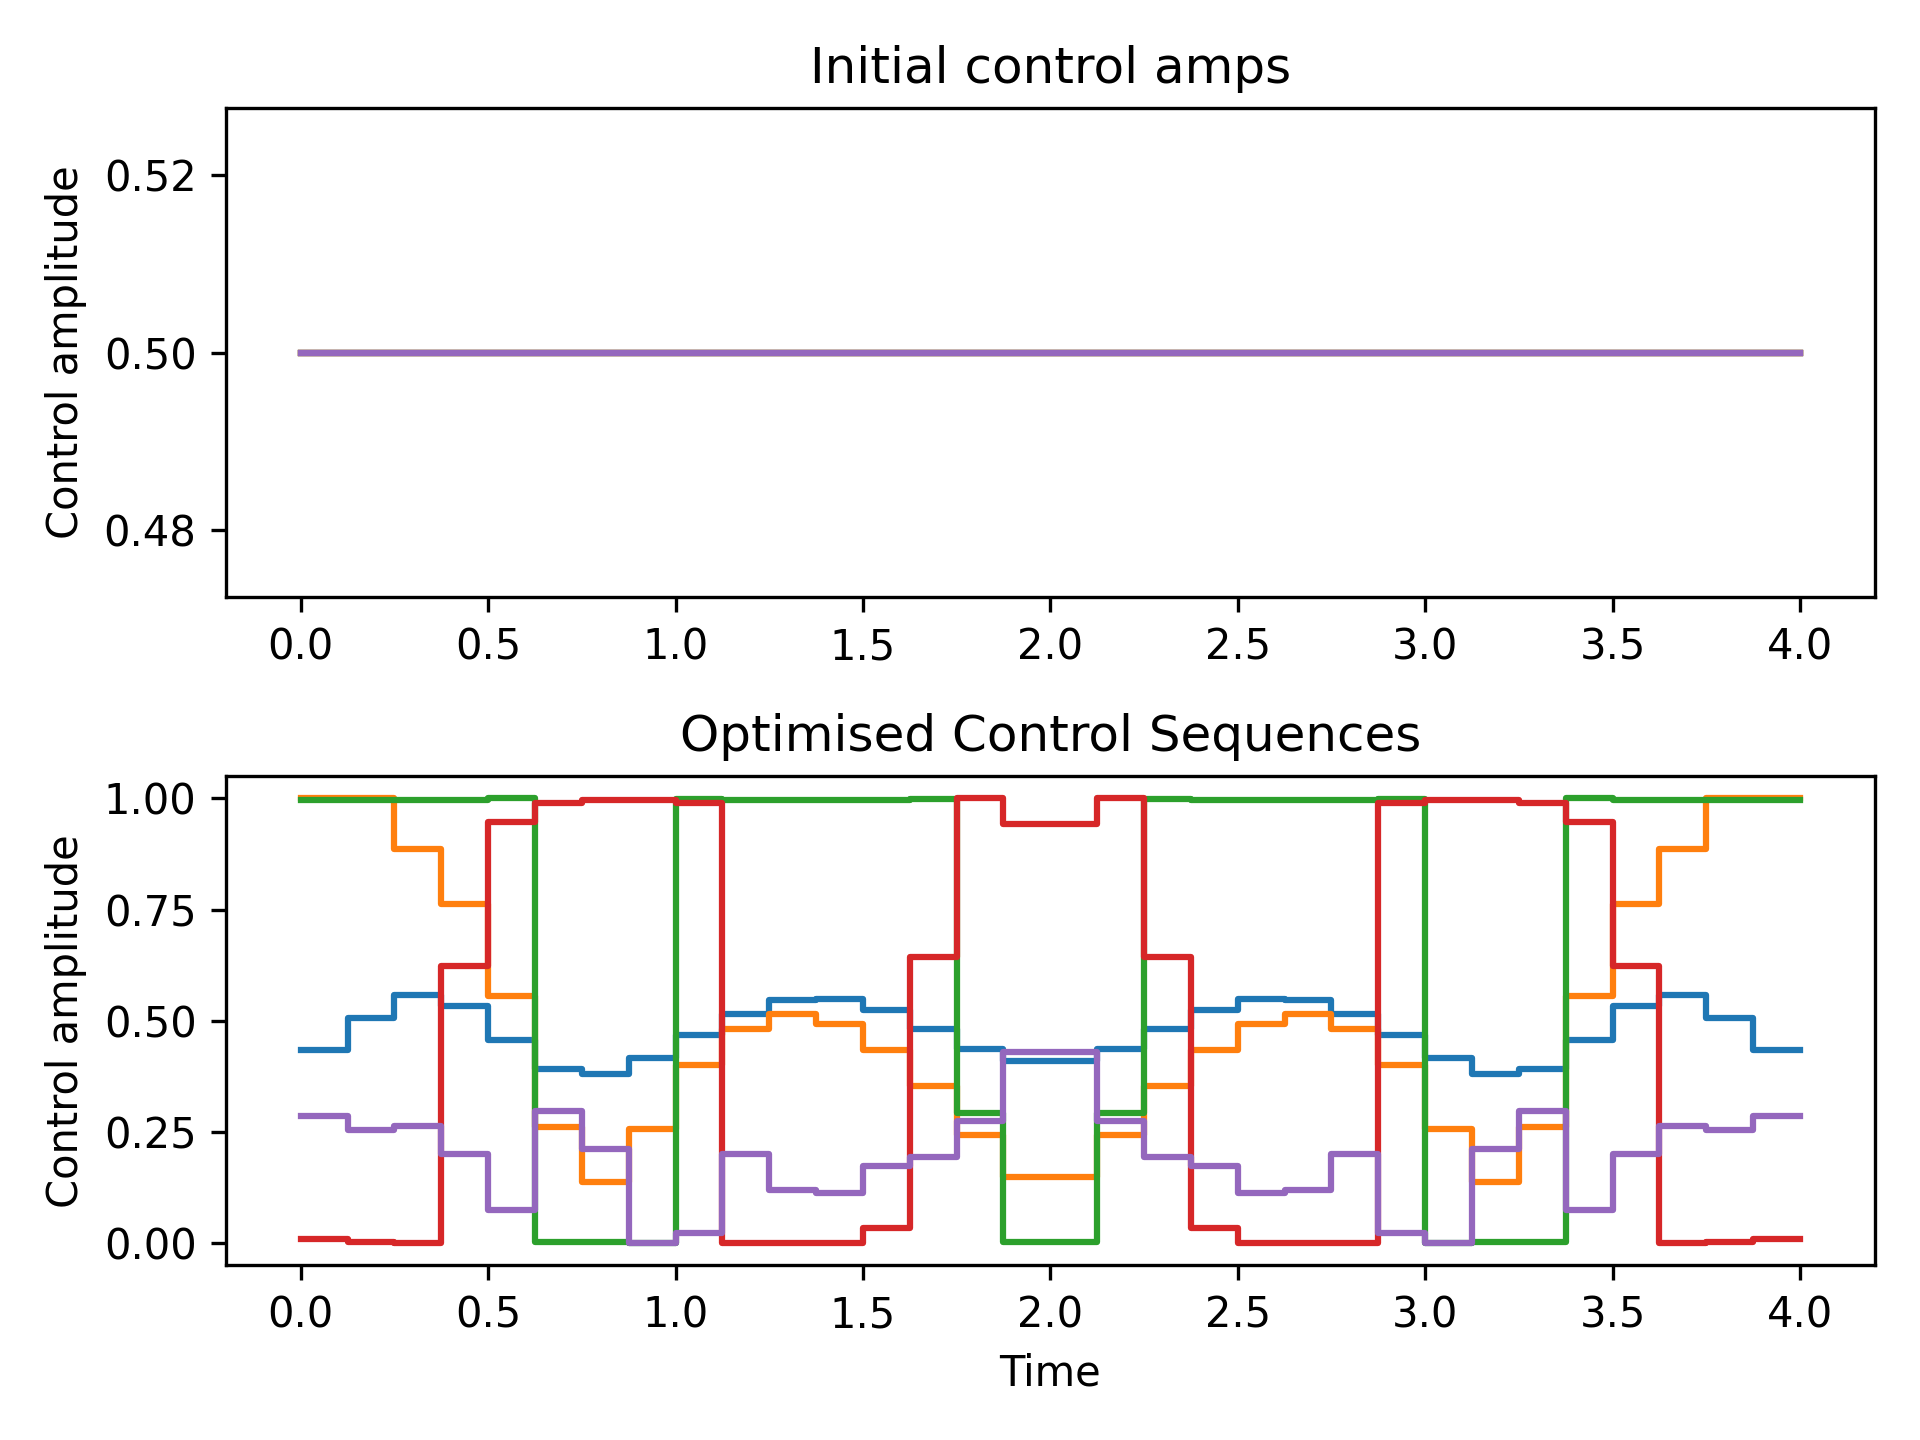 Initial control amps
Control amplitude
0.52
0.50
0.48
0.0 0.5 1.0 1.5 2.0 2.5 3.0 3.5 4.0
Optimised Control Sequences
Control amplitude
1.00
0.75
0.50
0.25
0.00
0.0 0.5 1.0 1.5 2.0 2.5 3.0 3.5 4.0
Time